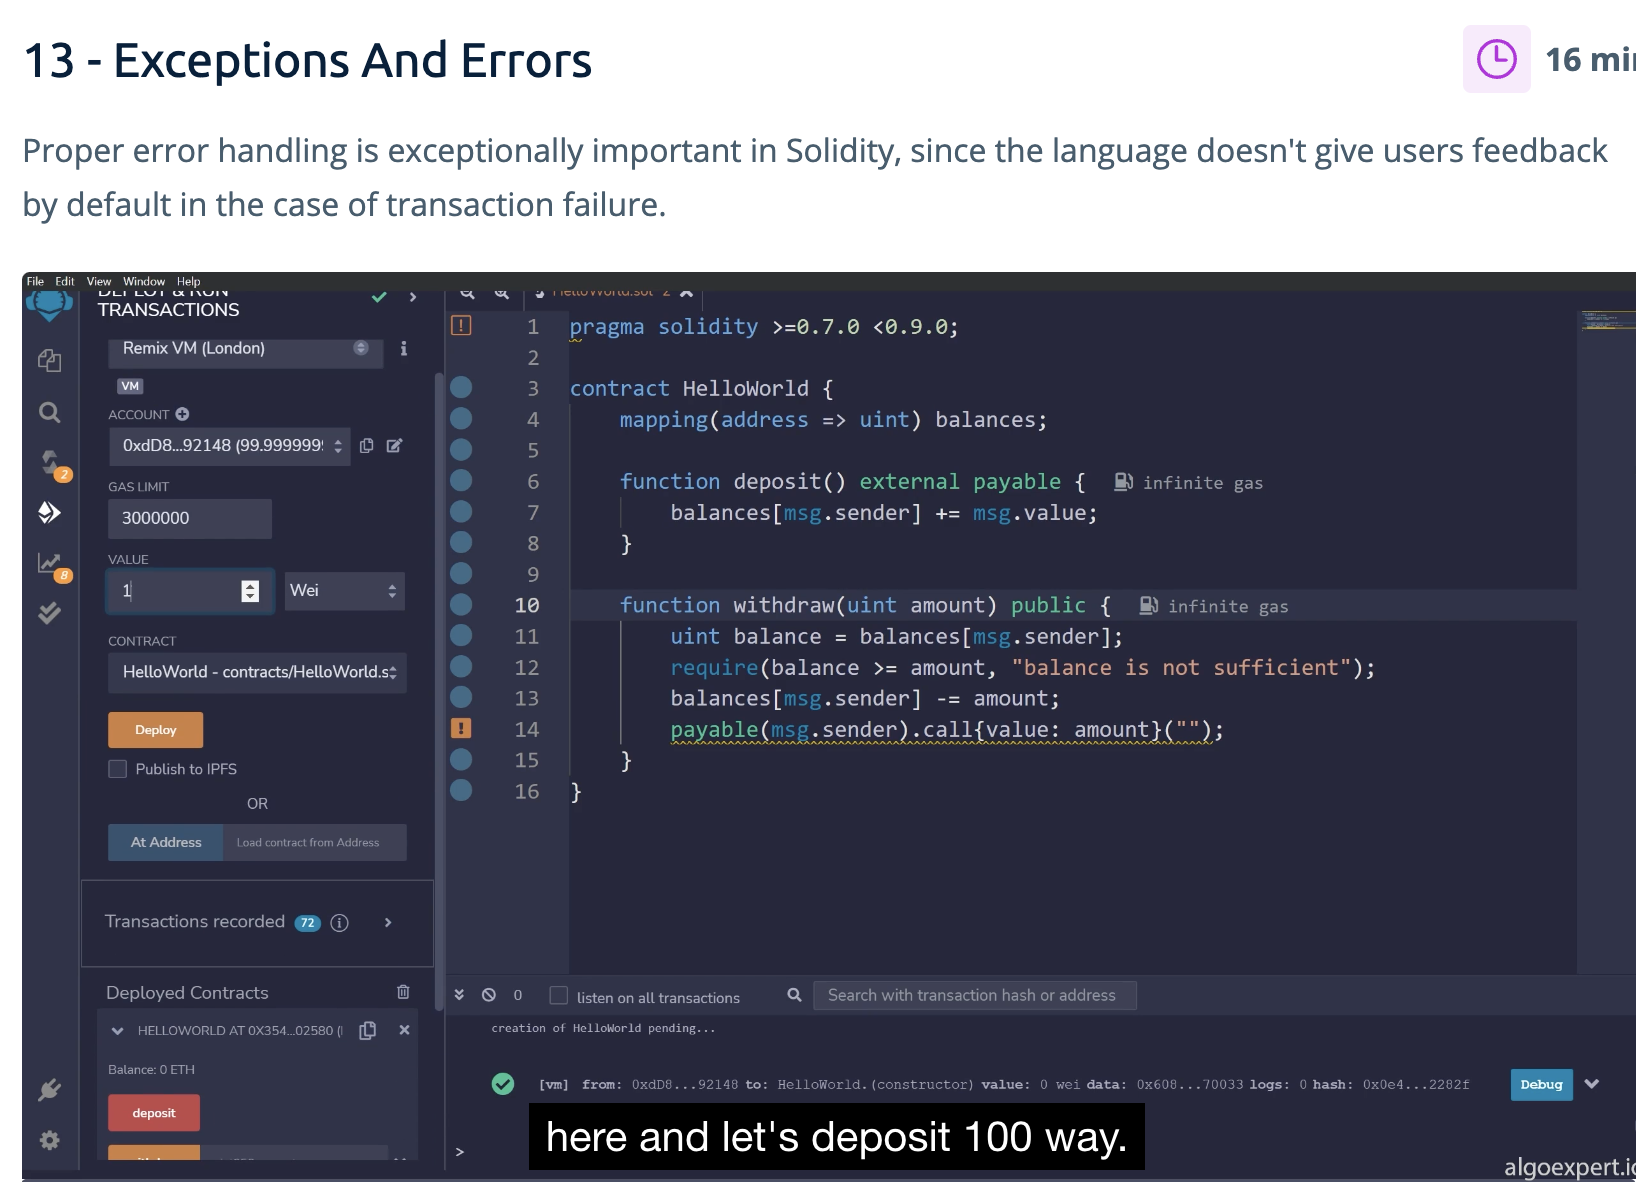 13 - Exceptions And Errors
16 min
Proper error handling is exceptionally important in Solidity, since the language doesn't give users feedback
by default in the case of transaction failure.
File Edit View Window Help
DEPLOY & RUN
TRANSACTIONS
Remix VM (London)
VM
ACCOUNT
0xdD8...92148 (99.9999999
GAS LIMIT
3000000
VALUE
1
Wei
CONTRACT
HelloWorld - contracts/HelloWorld.s
Deploy
Publish to IPFS
OR
At Address
Load contract from Address
Transactions recorded 72
Deployed Contracts
HELLOWORLD AT 0X354...02580 (
Balance: 0 ETH
deposit
2
8
HelloWorld.sol 2
1 pragma solidity >=0.7.0 <0.9.0;
2
3 contract HelloWorld {
4 mapping(address => uint) balances;
5
6 function deposit() external payable { infinite gas
7 balances[msg.sender] += msg.value;
8 }
9
10 function withdraw(uint amount) public { infinite gas
11 uint balance = balances[msg.sender];
12 require(balance >= amount, "balance is not sufficient");
13 balances[msg.sender] -= amount;
14 payable(msg.sender).call{value: amount}("");
15 }
16 }
0
listen on all transactions
Search with transaction hash or address
creation of HelloWorld pending...
[vm] from: 0xdD8...92148 to: HelloWorld.(constructor) value: 0 wei data: 0x608...70033 logs: 0 hash: 0x0e4...2282f
Debug
>
here and let's deposit 100 way.
algoexpert.io